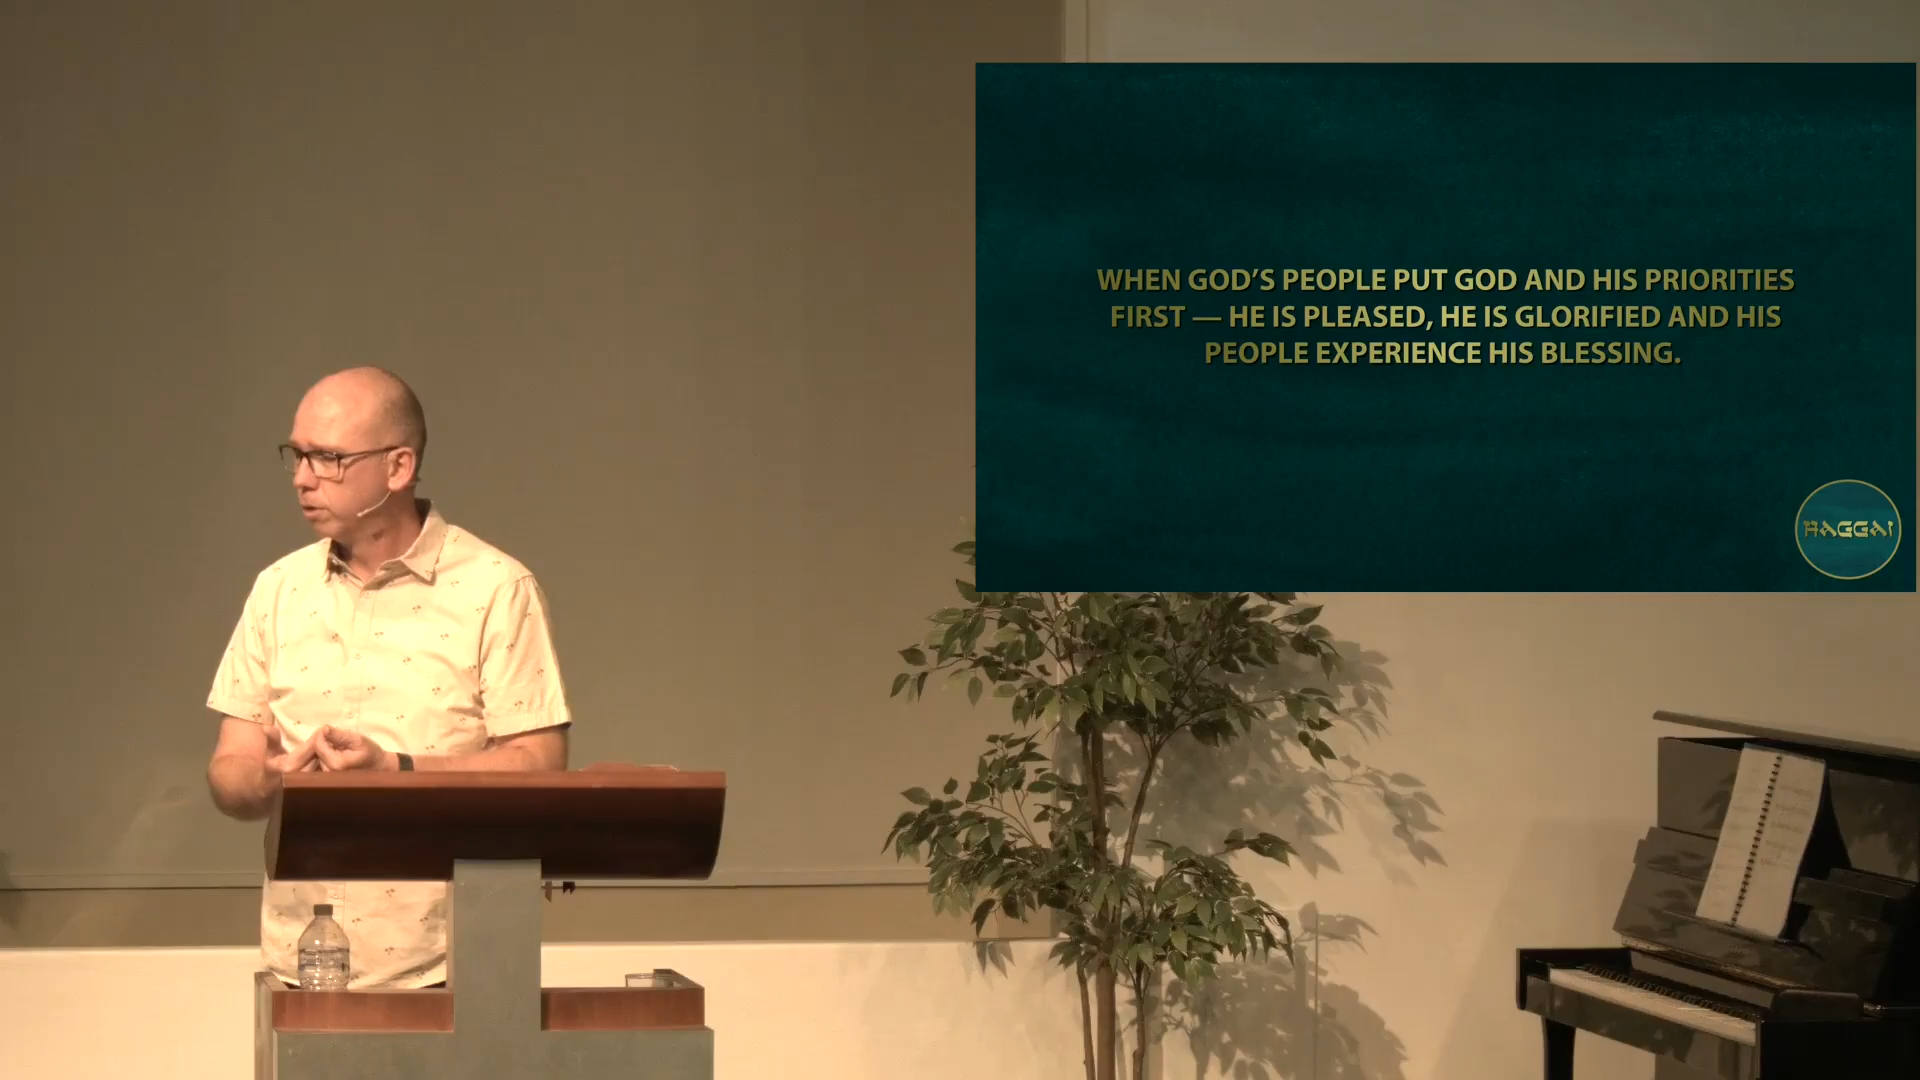 WHEN GOD’S PEOPLE PUT GOD AND HIS PRIORITIES
FIRST — HE IS PLEASED, HE IS GLORIFIED AND HIS
PEOPLE EXPERIENCE HIS BLESSING.
HAGGAI